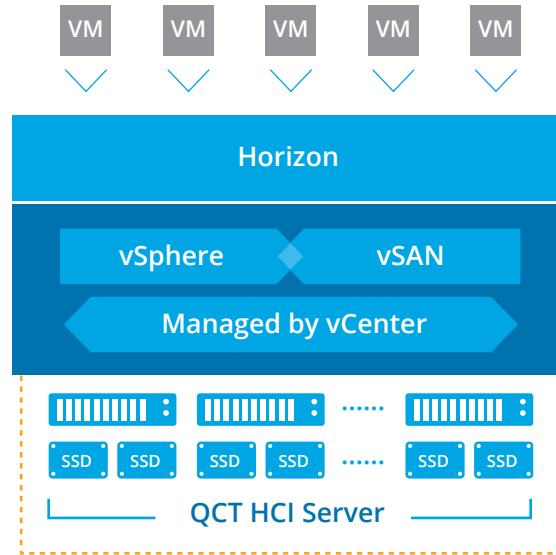 VM VM VM VM VM
Horizon
vSphere vSAN
Managed by vCenter
SSD SSD SSD SSD SSD SSD
QCT HCI Server